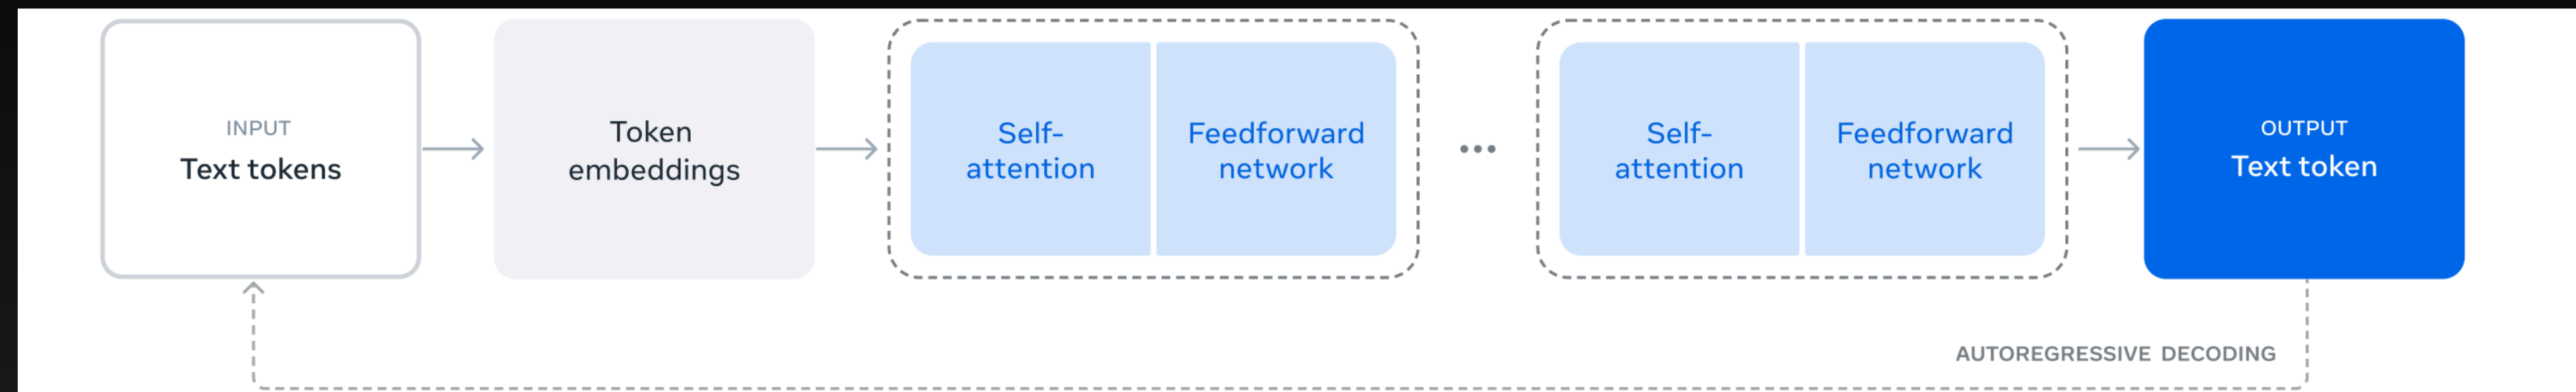 INPUT
Text tokens
Token
embeddings
Self-
attention
Feedforward
network
Self-
attention
Feedforward
network
OUTPUT
Text token
AUTOREGRESSIVE DECODING